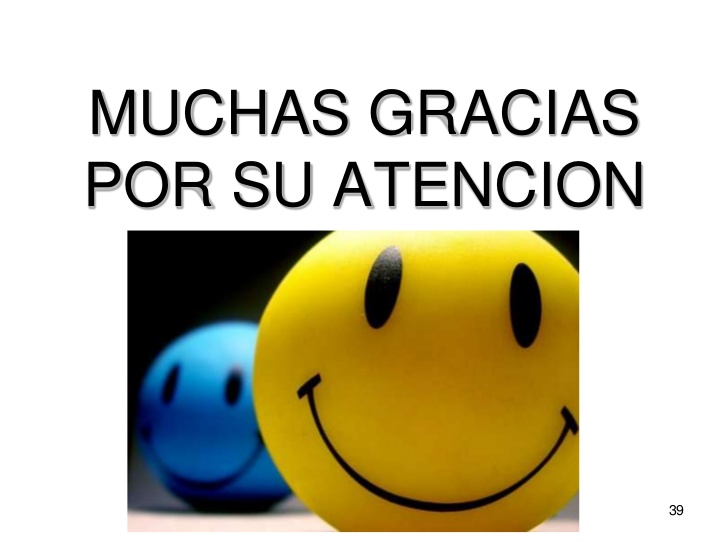 MUCHAS GRACIAS
POR SU ATENCION
39